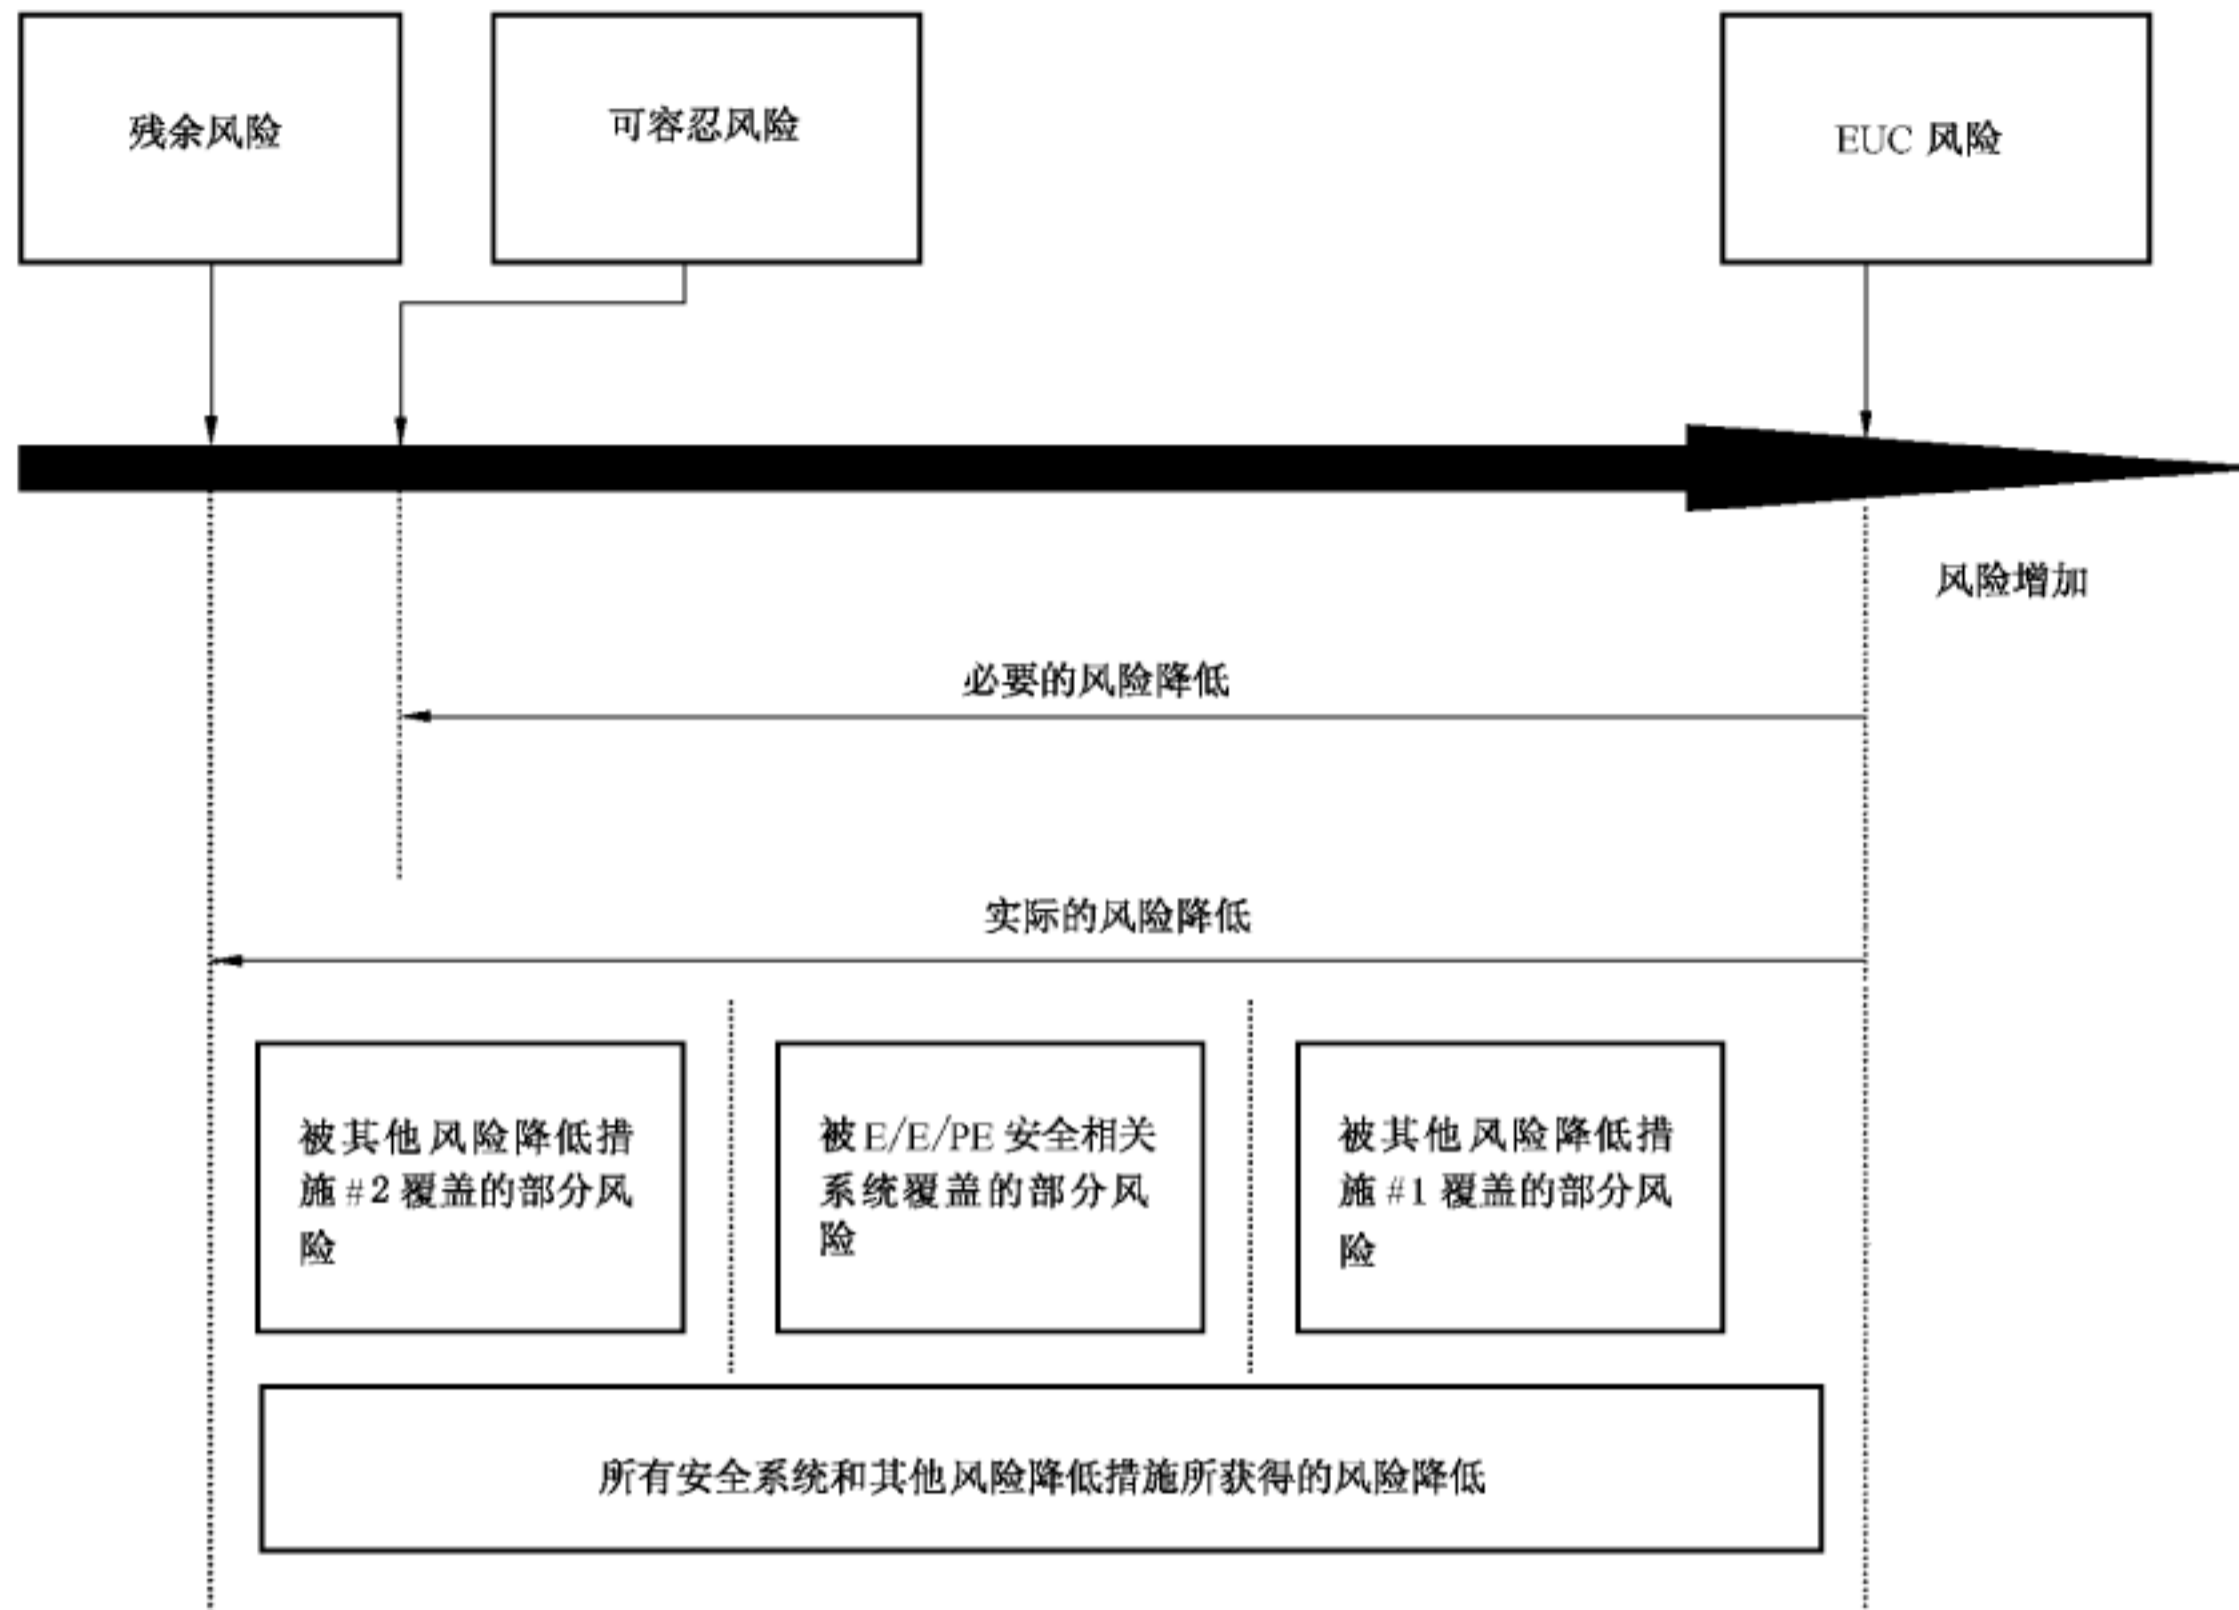 残余风险
可容忍风险
EUC 风险
风险增加
必要的风险降低
实际的风险降低
被其他风险降低措
施#2覆盖的部分风
险
被E/E/PE安全相关
系统覆盖的部分风
险
被其他风险降低措
施#1覆盖的部分风
险
所有安全系统和其他风险降低措施所获得的风险降低